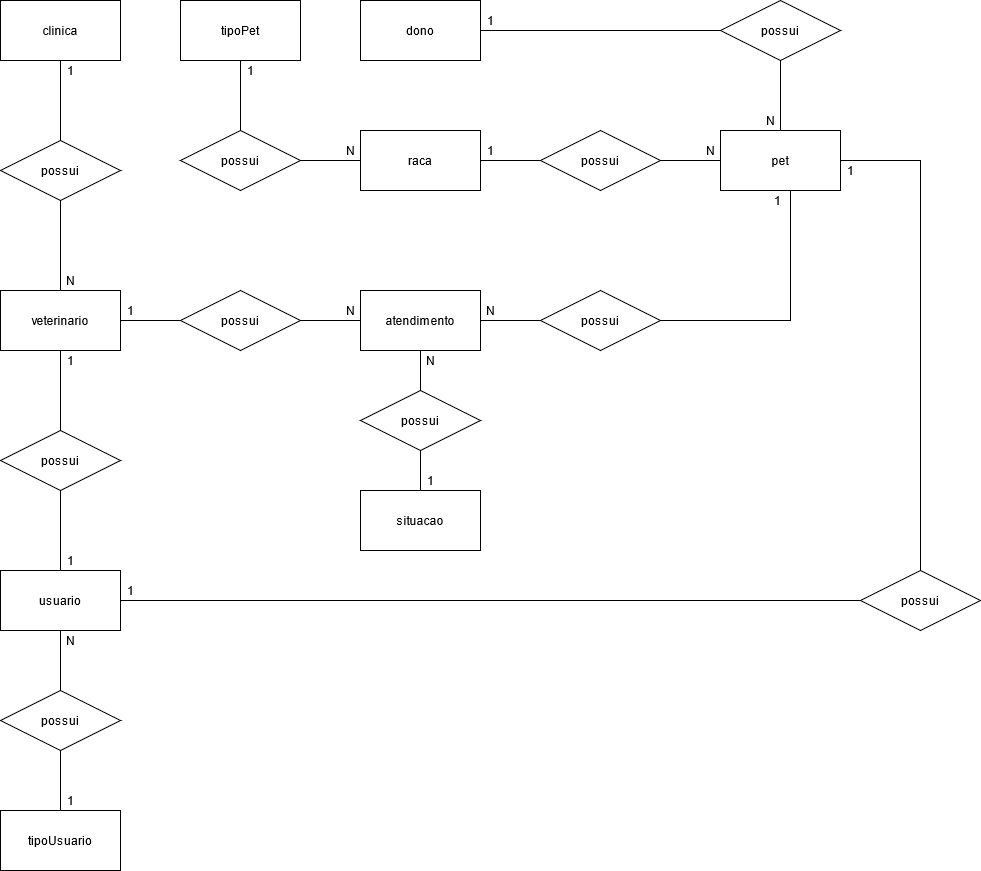 clinica
tipoPet
dono
1
possui
1
1
N
possui
possui
N
raca
1
possui
N
pet
1
1
N
veterinario
1
possui
N
atendimento
N
possui
1
N
possui
possui
1
situacao
1
usuario
1
possui
N
possui
1
tipoUsuario